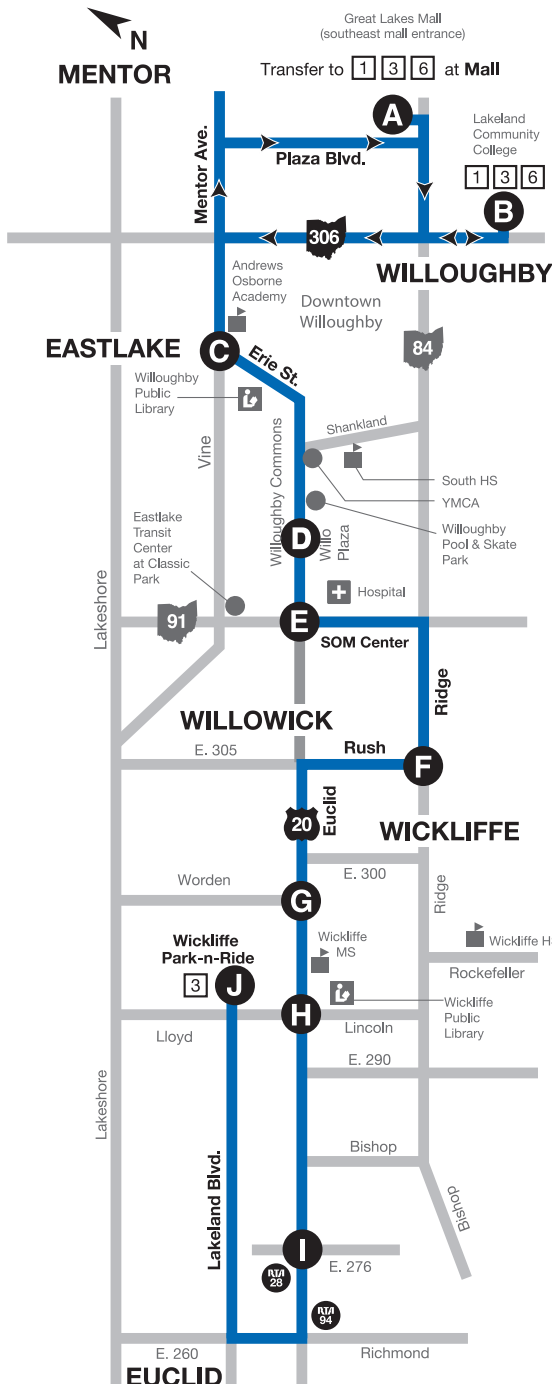 N
MENTOR
Great Lakes Mall
(southeast mall entrance)
Transfer to 1 3 6 at Mall
A
Mentor Ave.
Plaza Blvd.
Lakeland
Community
College
1 3 6
B
306
WILLOUGHBY
Andrews
Osborne
Academy
Downtown
Willoughby
EASTLAKE
C
Erie St.
84
Willoughby
Public
Library
Vine
Shankland
Willoughby Commons
South HS
YMCA
Willo
Plaza
Willoughby
Pool & Skate
Park
D
Eastlake
Transit
Center
at Classic
Park
Lakeshore
Hospital
91
E
SOM Center
Ridge
WILLOWICK
E. 305
Rush
F
20
Euclid
WICKLIFFE
E. 300
Worden
G
Ridge
Wickliffe
MS
Wickliffe H
Rockefeller
Wickliffe
Park-n-Ride
3
J
H
Lloyd
Lincoln
Wickliffe
Public
Library
E. 290
Lakeshore
Bishop
Bishop
Lakeland Blvd.
I
E. 276
RTA
28
RTA
94
E. 260
Richmond
EUCLID